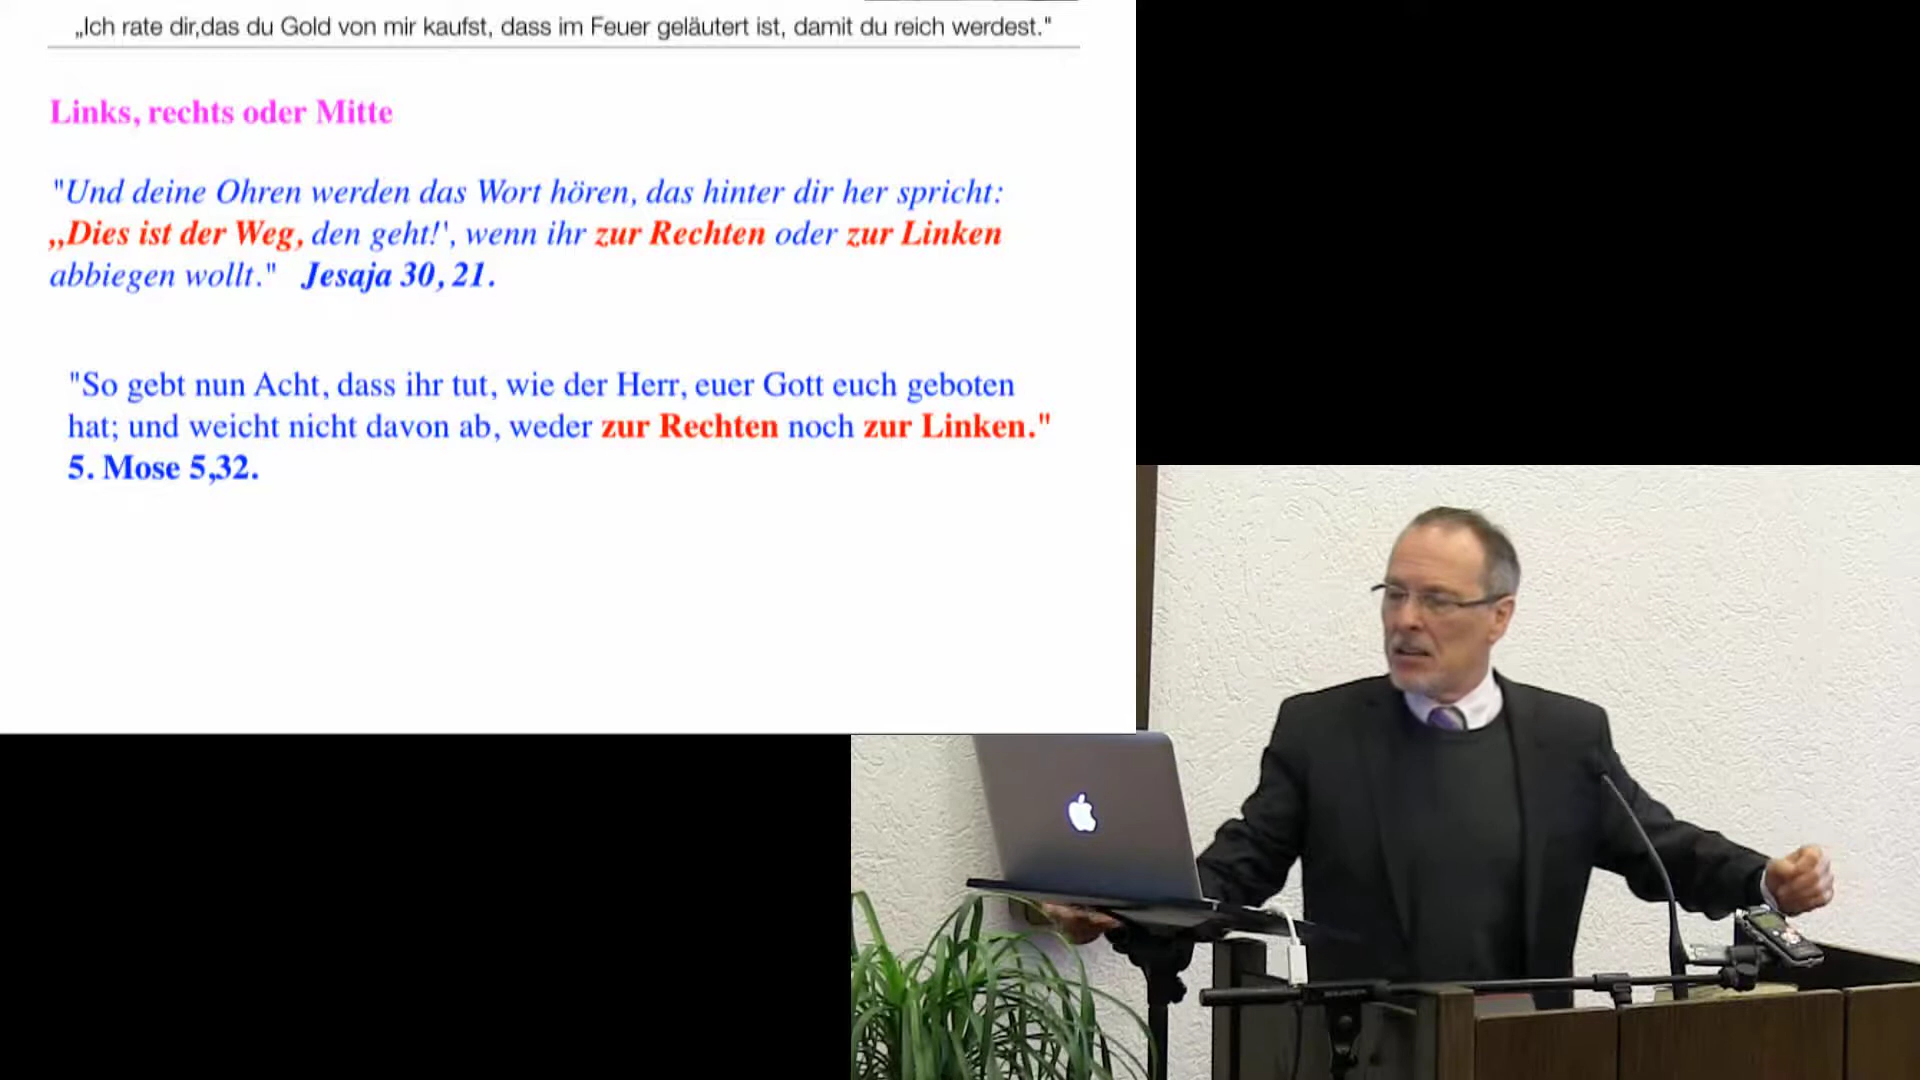 „Ich rate dir,das du Gold von mir kaufst, dass im Feuer geläutert ist, damit du reich werdest."
Links, rechts oder Mitte
"Und deine Ohren werden das Wort hören, das hinter dir her spricht:
„Dies ist der Weg, den geht!', wenn ihr zur Rechten oder zur Linken
abbiegen wollt." Jesaja 30, 21.
"So gebt nun Acht, dass ihr tut, wie der Herr, euer Gott euch geboten
hat; und weicht nicht davon ab, weder zur Rechten noch zur Linken."
5. Mose 5,32.